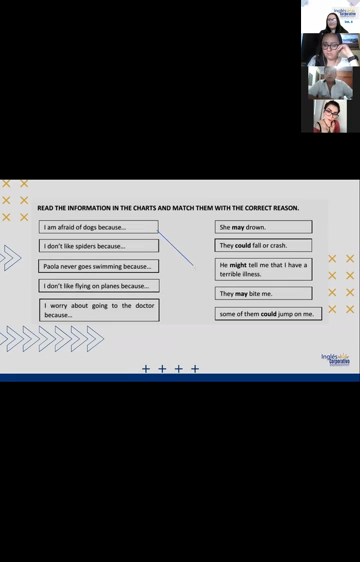 READ THE INFORMATION IN THE CHARTS AND MATCH THEM WITH THE CORRECT REASON.
I am afraid of dogs because...
I don't like spiders because...
Paola never goes swimming because...
I don't like flying on planes because...
I worry about going to the doctor
because...
She may drown.
They could fall or crash.
He might tell me that I have a
terrible illness.
They may bite me.
some of them could jump on me.
Inglés
Corporativo